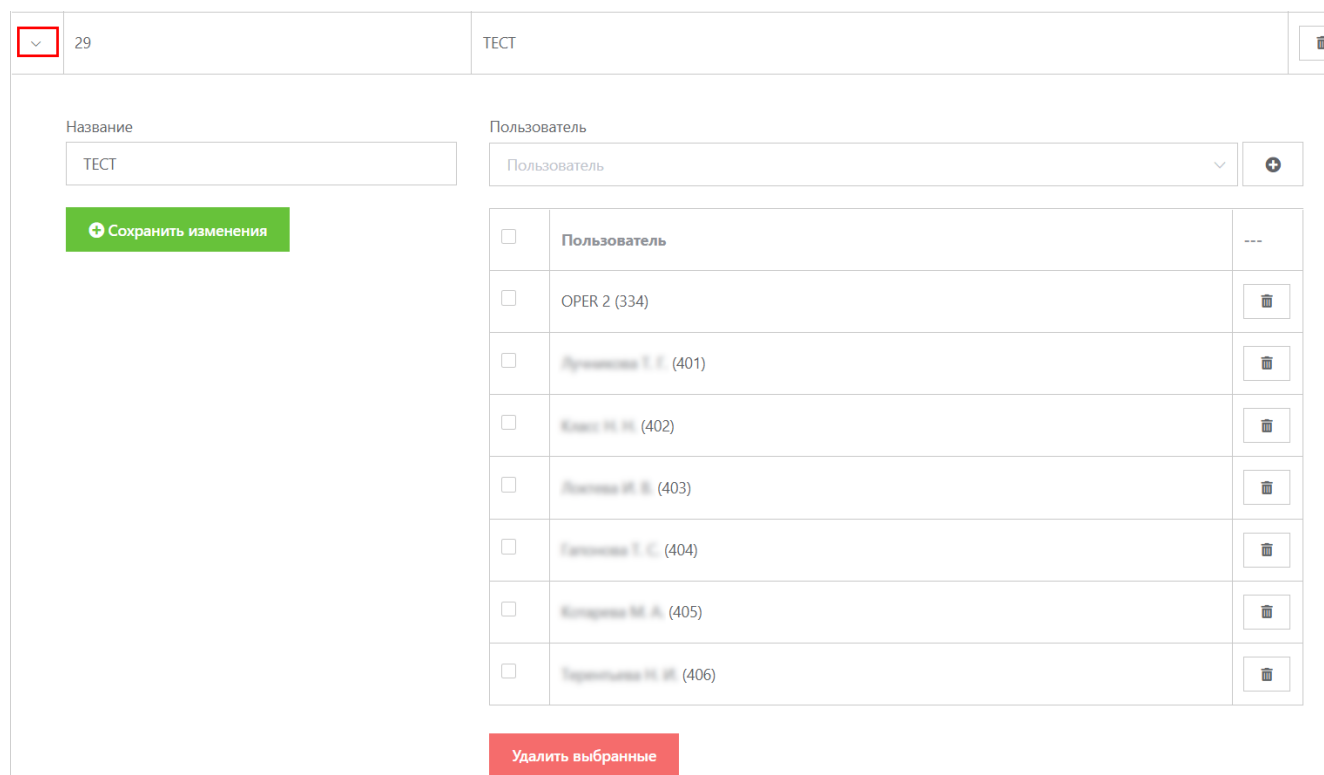 29 ТЕСТ
Название
ТЕСТ
Сохранить изменения
Пользователь
Пользователь
Пользователь ---
OPER 2 (334)
(401)
(402)
(403)
(404)
(405)
(406)
Удалить выбранные